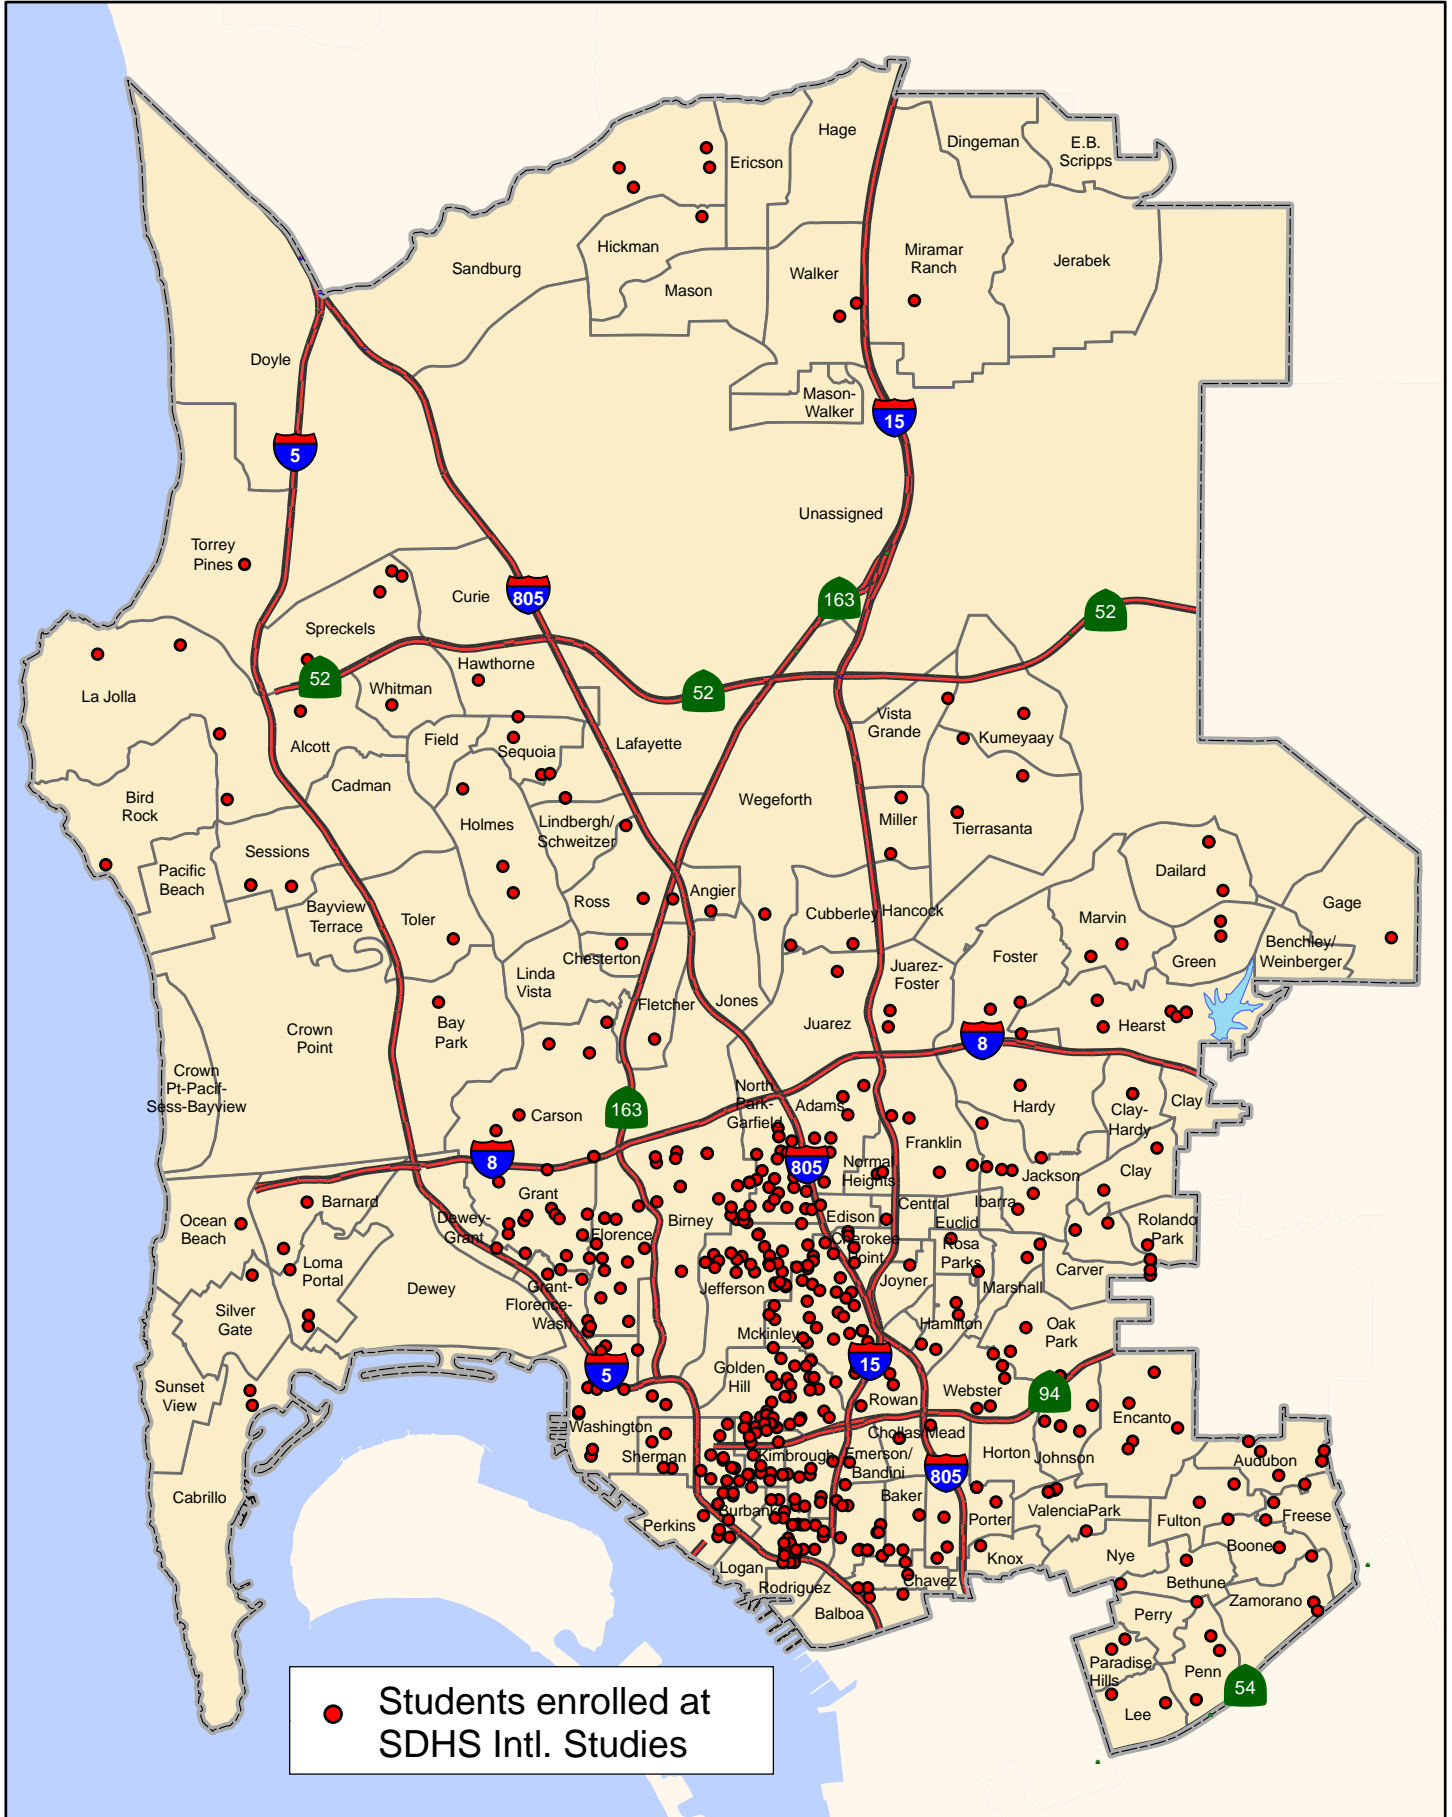 Hage
Dingeman
E.B.
Scripps
Ericson
Hickman
Sandburg
Mason
Walker
Miramar
Ranch
Jerabek
Doyle
Mason-
Walker
15
5
Unassigned
Torrey
Pines
Curie
805
163
52
Spreckels
Hawthorne
52
Whitman
52
La Jolla
Vista
Grande
Kumeyaay
Alcott
Field
Sequoia
Lafayette
Cadman
Bird
Rock
Wegeforth
Holmes
Lindbergh/
Schweitzer
Miller
Tierrasanta
Sessions
Pacific
Beach
Dailard
Angier
Ross
Bayview
Terrace
Toler
Cubberley
Hancock
Marvin
Gage
Chesterton
Linda
Vista
Foster
Green
Benchley/
Weinberger
Juarez-
Foster
Fletcher
Jones
Crown
Point
Bay
Park
Juarez
Hearst
8
Crown
Pt-Pacif-
Sess-Bayview
North
Park-
Garfield
Adams
163
Carson
Hardy
Clay-
Hardy
Clay
Franklin
8
805
Normal
Heights
Jackson
Clay
Barnard
Grant
Central
Ibarra
Ocean
Beach
Dewey-
Grant
Florence
Birney
Edison
Euclid
Rolando
Park
Cherokee
Point
Rosa
Parks
Loma
Portal
Dewey
Grant-
Florence-
Wash
Jefferson
Joyner
Marshall
Carver
Silver
Gate
Mckinley
Hamilton
Oak
Park
5
15
Golden
Hill
Sunset
View
Rowan
Webster
94
Encanto
Washington
Sherman
Chollas Mead
Kimbrough
Emerson/
Bandini
805
Horton
Johnson
Audubon
Cabrillo
Baker
Perkins
Burbank
Porter
ValenciaPark
Fulton
Freese
Logan
Knox
Nye
Boone
Rodriguez
Chavez
Bethune
Balboa
Perry
Zamorano
Paradise
Hills
Penn
54
Lee
Students enrolled at
SDHS Intl. Studies